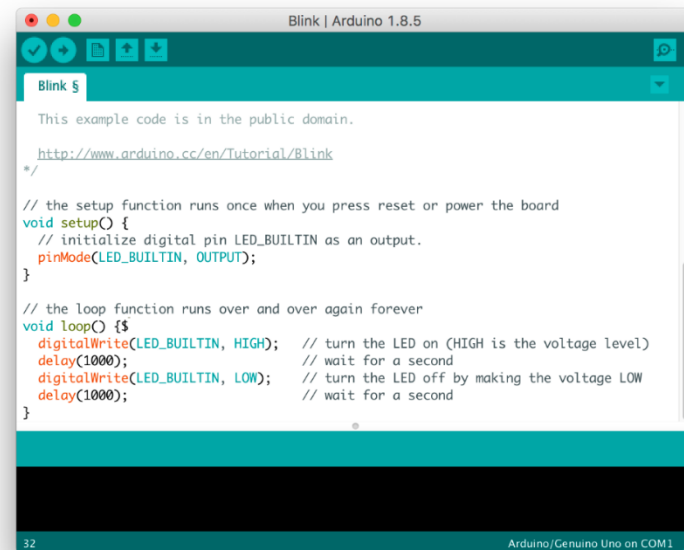 Blink | Arduino 1.8.5
Blink §
This example code is in the public domain.
http://www.arduino.cc/en/Tutorial/Blink
*/
// the setup function runs once when you press reset or power the board
void setup() {
// initialize digital pin LED_BUILTIN as an output.
pinMode(LED_BUILTIN, OUTPUT);
}
// the loop function runs over and over again forever
void loop() {$
digitalWrite(LED_BUILTIN, HIGH);   // turn the LED on (HIGH is the voltage level)
delay(1000);                       // wait for a second
digitalWrite(LED_BUILTIN, LOW);    // turn the LED off by making the voltage LOW
delay(1000);                       // wait for a second
}
32 Arduino/Genuino Uno on COM1